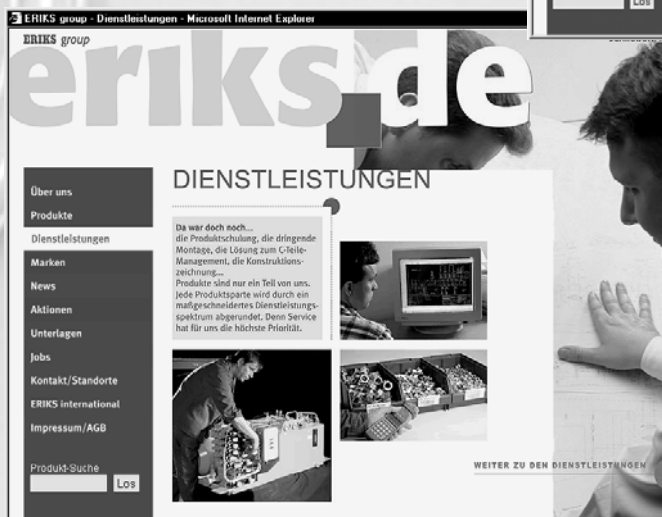 Los
ERIKS group - Dienstleistungen - Microsoft Internet Explorer
ERIKS group
eriks.de
Über uns
Produkte
Dienstleistungen
Marken
News
Aktionen
Unterlagen
Jobs
Kontakt/Standorte
ERIKS international
Impressum/AGB
Produkt-Suche
Los
DIENSTLEISTUNGEN
Da war doch noch...
die Produktschulung, die dringende
Montage, die Lösung zum C-Teile-
Management, die Konstruktions-
zeichnung...
Produkte sind nur ein Teil von uns.
Jede Produktsparte wird durch ein
maßgeschneidertes Dienstleistungs-
spektrum abgerundet. Denn Service
hat für uns die höchste Priorität.
WEITER ZU DEN DIENSTLEISTUNGEN